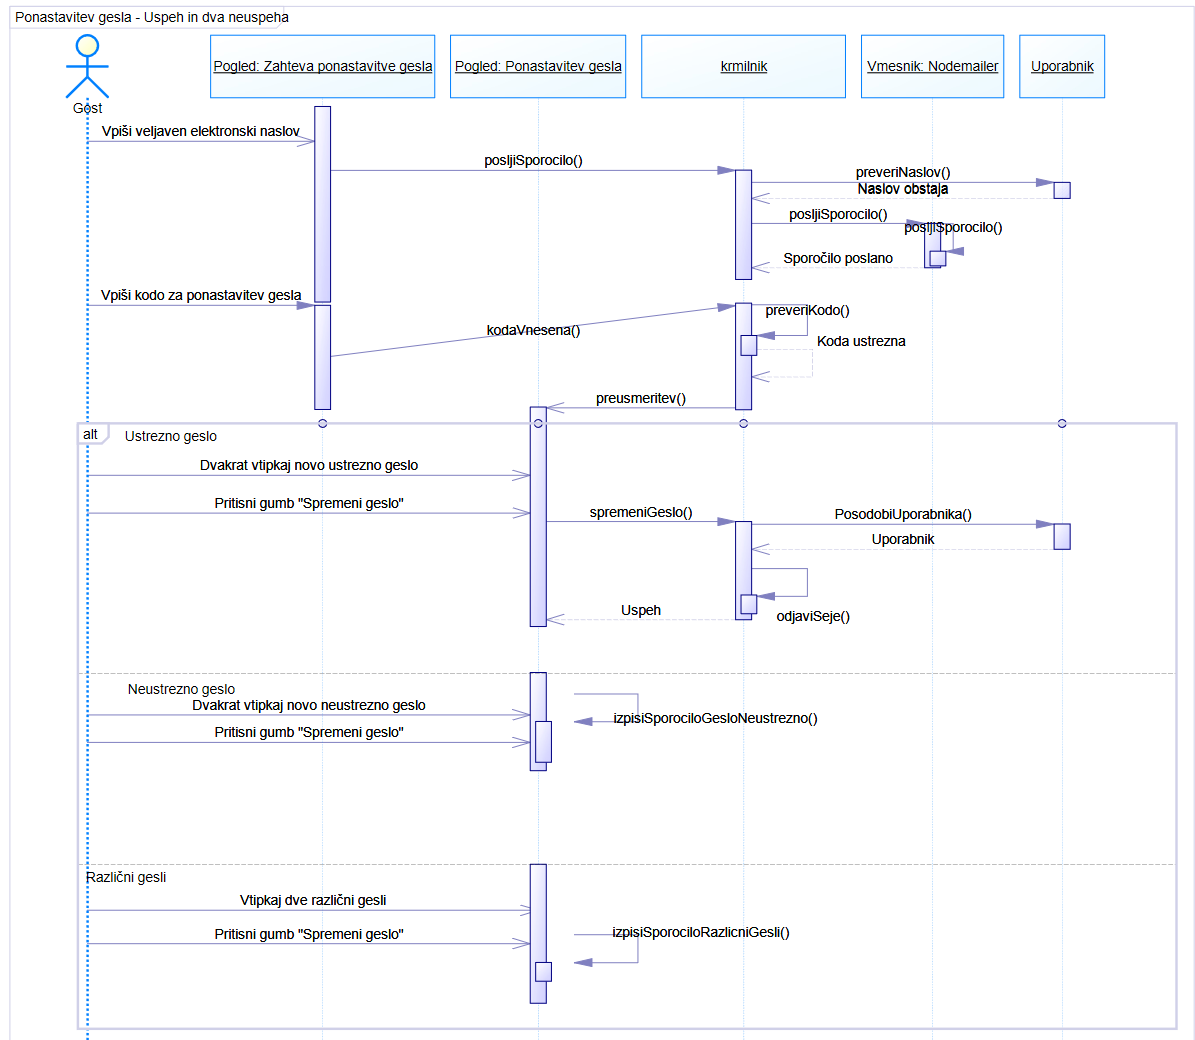 Ponastavitev gesla - Uspeh in dva neuspeha
Gost
Pogled: Zahteva ponastavitve gesla
Pogled: Ponastavitev gesla
krmilnik
Vmesnik: Nodemailer
Uporabnik
Vpiši veljaven elektronski naslov
posljiSporocilo()
preveriNaslov()
Naslov obstaja
posljiSporocilo()
posljiSporocilo()
Sporočilo poslano
Vpiši kodo za ponastavitev gesla
preveriKodo()
kodaVnesena()
Koda ustrezna
preusmeritev()
alt
Ustrezno geslo
Dvakrat vtipkaj novo ustrezno geslo
Pritisni gumb "Spremeni geslo"
spremeniGeslo()
PosodobiUporabnika()
Uporabnik
Uspeh
odjaviSeje()
Neustrezno geslo
Dvakrat vtipkaj novo neustrezno geslo
izpisiSporociloGesloNeustrezno()
Pritisni gumb "Spremeni geslo"
Različni gesli
Vtipkaj dve različni gesli
Pritisni gumb "Spremeni geslo"
izpisiSporociloRazlicniGesli()